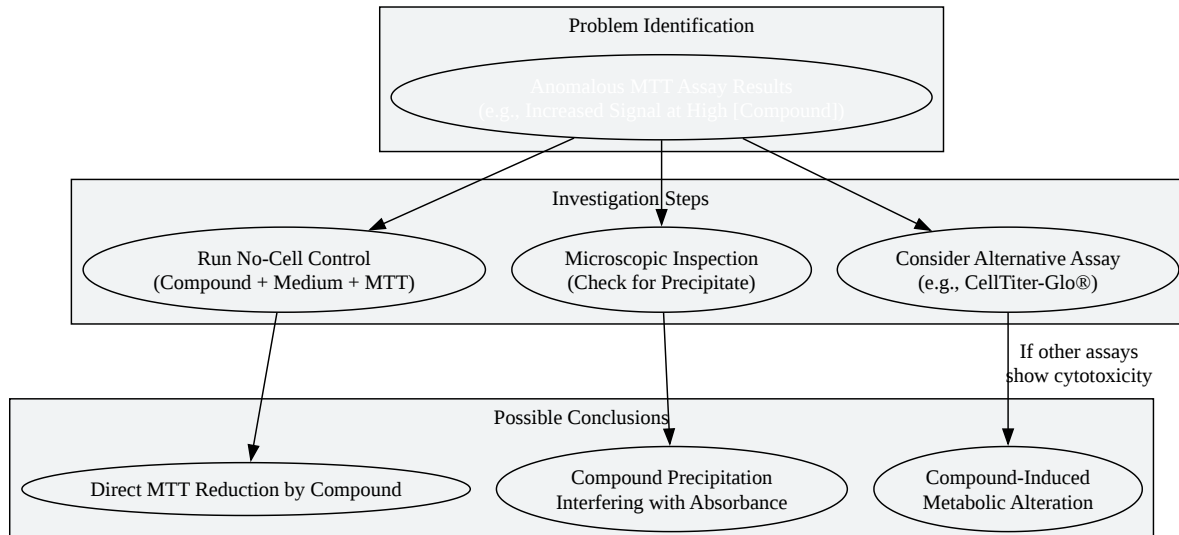 Problem Identification
Anomalous MTT Assay Results
(e.g., Increased Signal at High [Compound])
Investigation Steps
Run No-Cell Control
(Compound + Medium + MTT)
Microscopic Inspection
(Check for Precipitate)
Consider Alternative Assay
(e.g., CellTiter-Glo®)
If other assays
show cytotoxicity
Possible Conclusions
Direct MTT Reduction by Compound
Compound Precipitation
Interfering with Absorbance
Compound-Induced
Metabolic Alteration